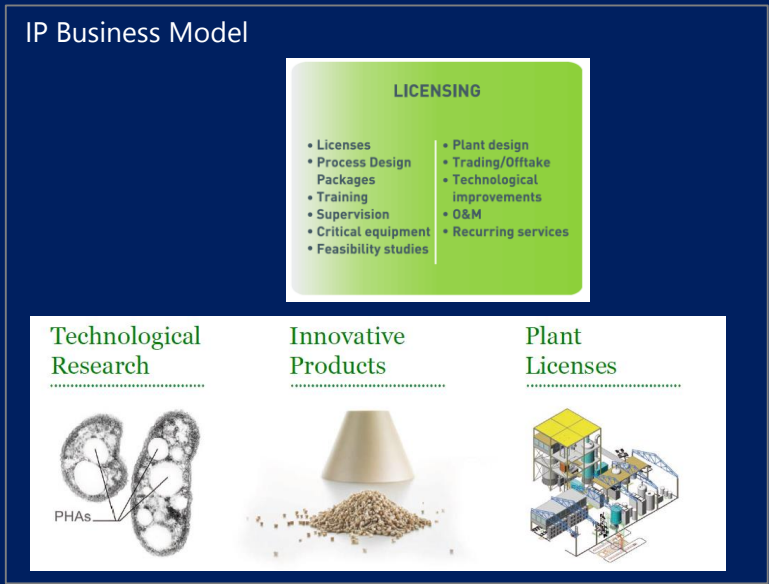 IP Business Model
LICENSING
• Licenses
• Process Design
Packages
• Training
• Supervision
• Critical equipment
• Feasibility studies
• Plant design
• Trading/Offtake
• Technological
improvements
• O&M
• Recurring services
Technological
Research
Innovative
Products
Plant
Licenses
PHAs